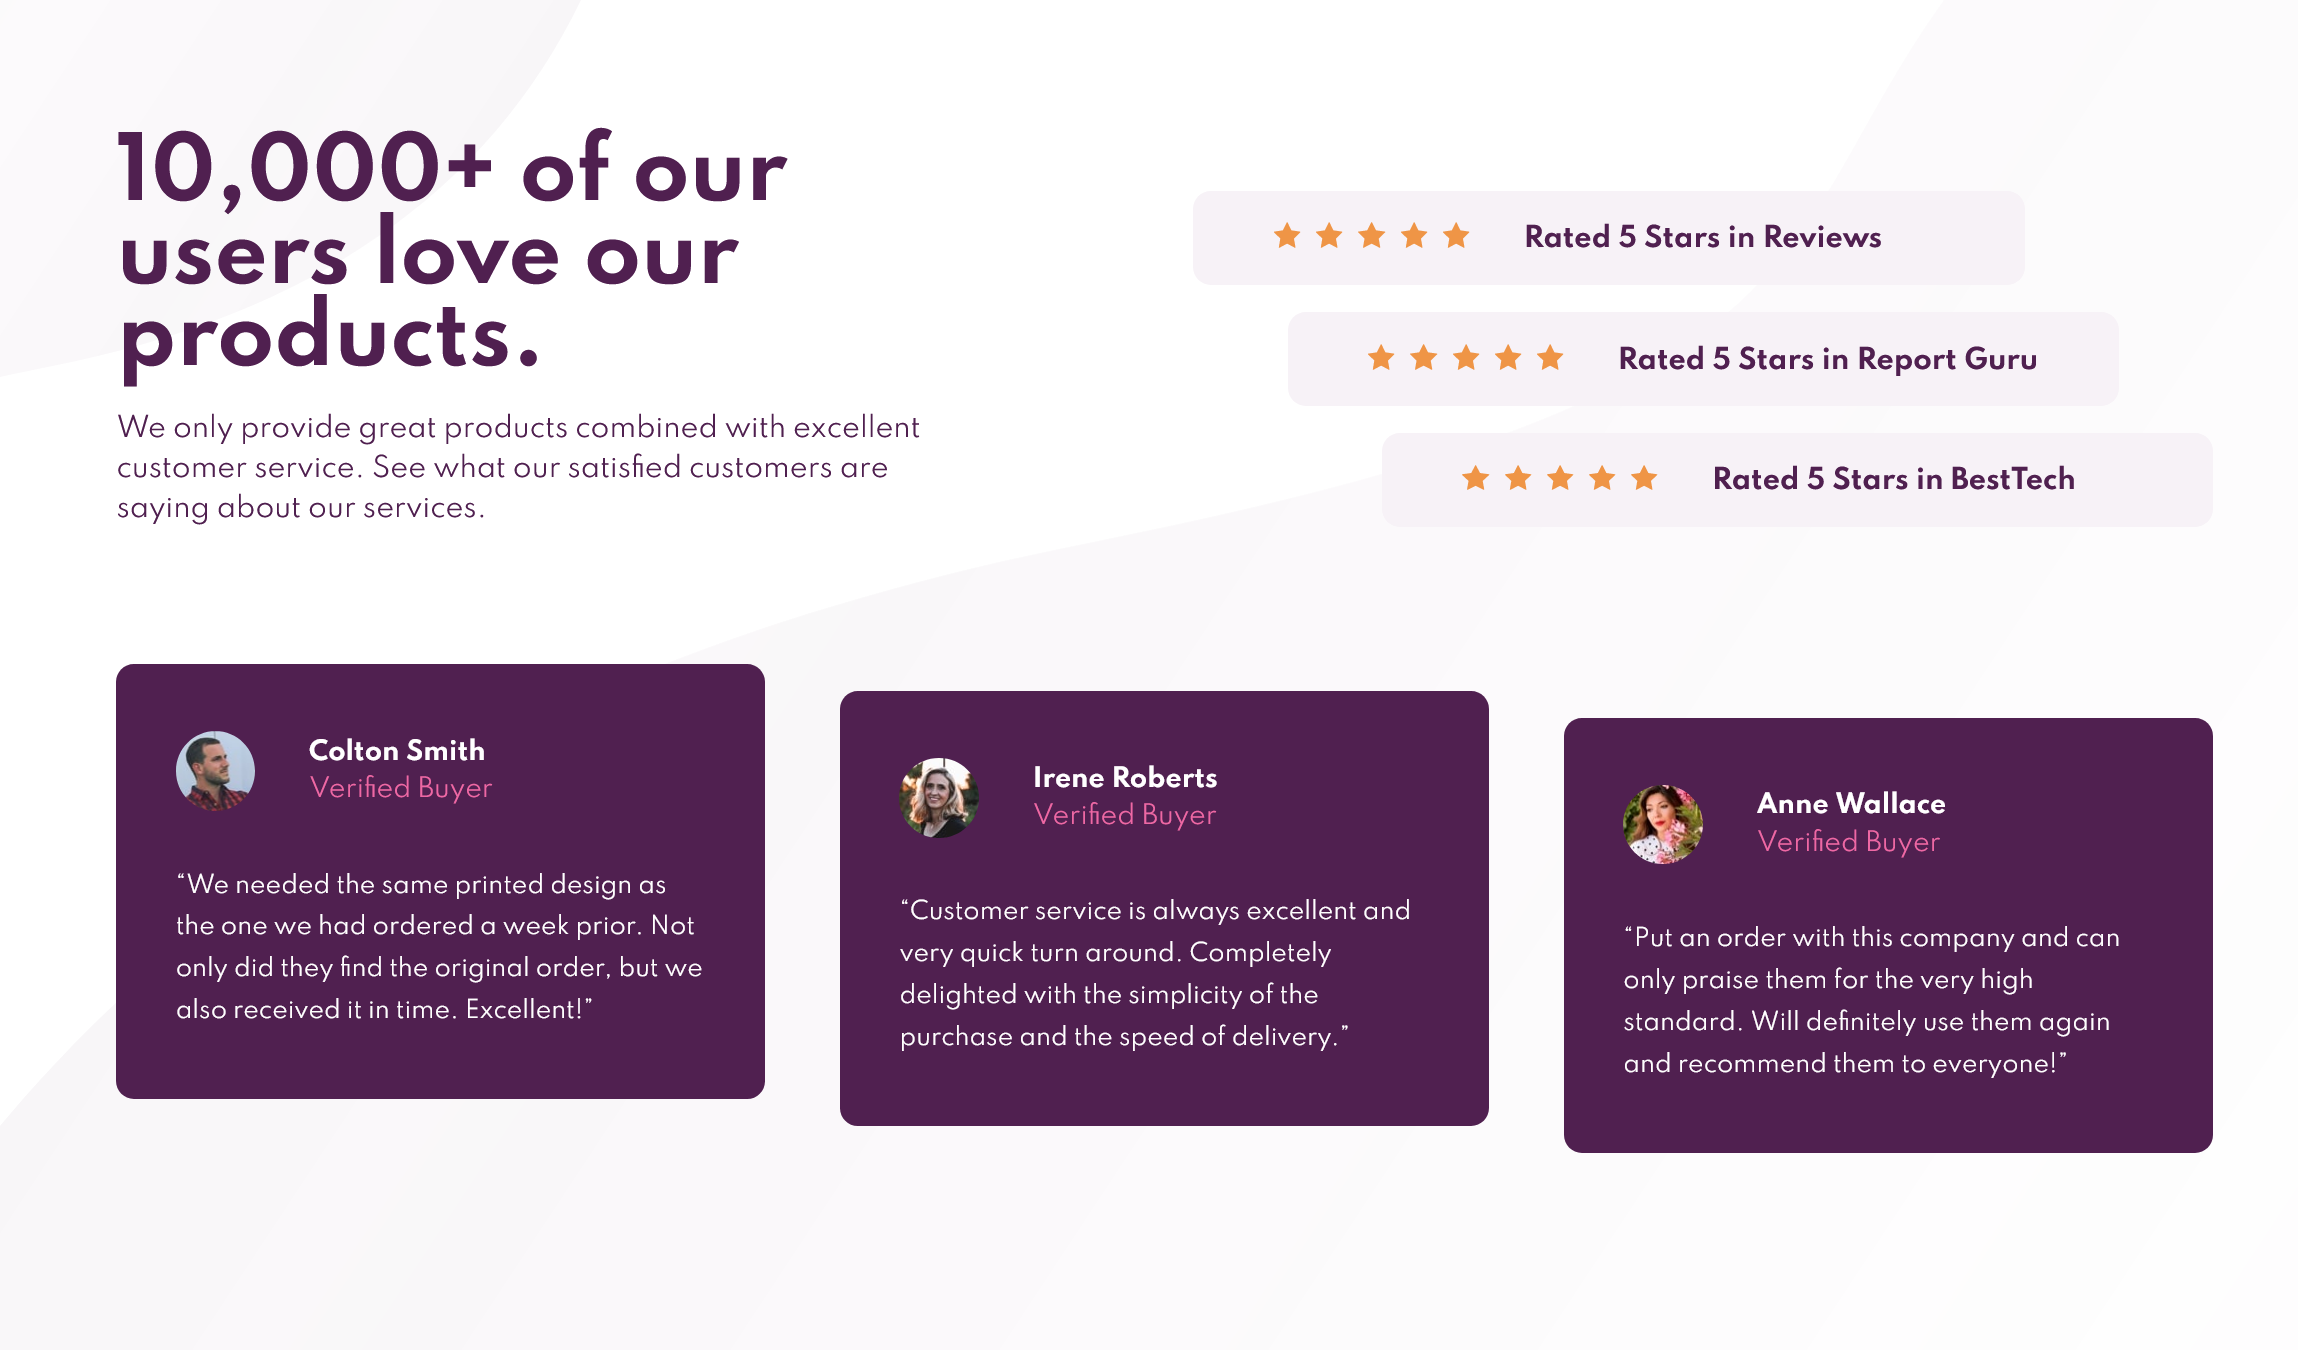 10,000+ of our
users love our
products.
We only provide great products combined with excellent
customer service. See what our satisfied customers are
saying about our services.
Rated 5 Stars in Reviews
Rated 5 Stars in Report Guru
Rated 5 Stars in BestTech
Colton Smith
Verified Buyer
“We needed the same printed design as
the one we had ordered a week prior. Not
only did they find the original order, but we
also received it in time. Excellent!”
Irene Roberts
Verified Buyer
“Customer service is always excellent and
very quick turn around. Completely
delighted with the simplicity of the
purchase and the speed of delivery.”
Anne Wallace
Verified Buyer
“Put an order with this company and can
only praise them for the very high
standard. Will definitely use them again
and recommend them to everyone!”